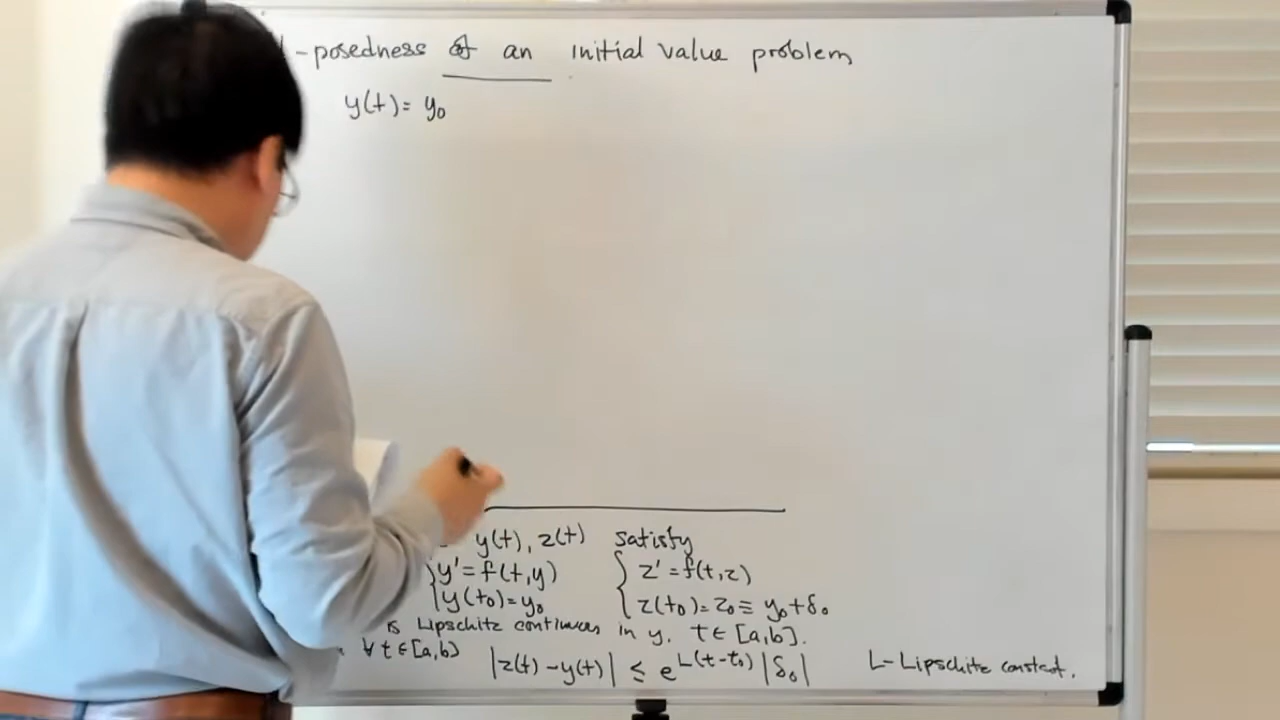 -posedness of an initial value problem
y(t) = y₀
y(t), z(t) satisfy
{ y' = f(t,y) { z' = f(t,z)
{ y(t₀) = y₀ { z(t₀) = z₀ ≡ y₀+δ₀
is Lipschitz continuous in y, t ∈ [a,b].
∀ t ∈ [a,b]
|z(t) - y(t)| ≤ e^{L(t-t₀)} |δ₀| L-Lipschitz constant.